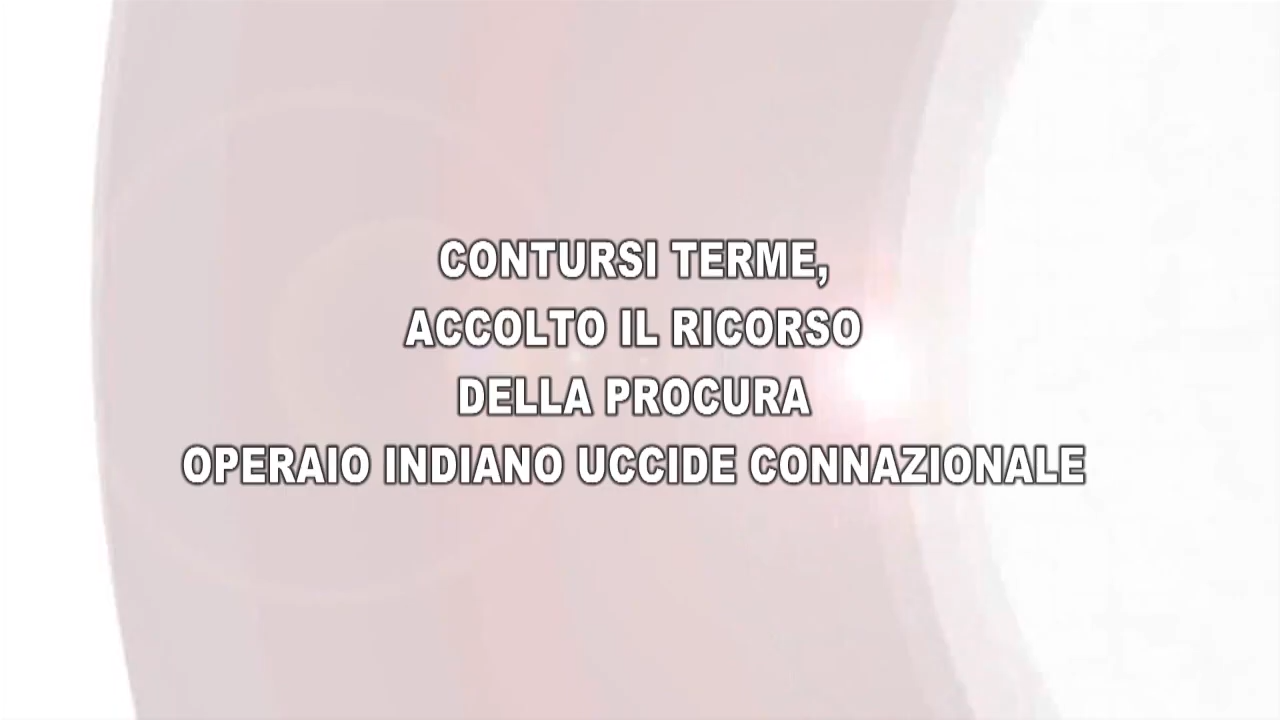 CONTURSI TERME,
ACCOLTO IL RICORSO
DELLA PROCURA
OPERAIO INDIANO UCCIDE CONNAZIONALE